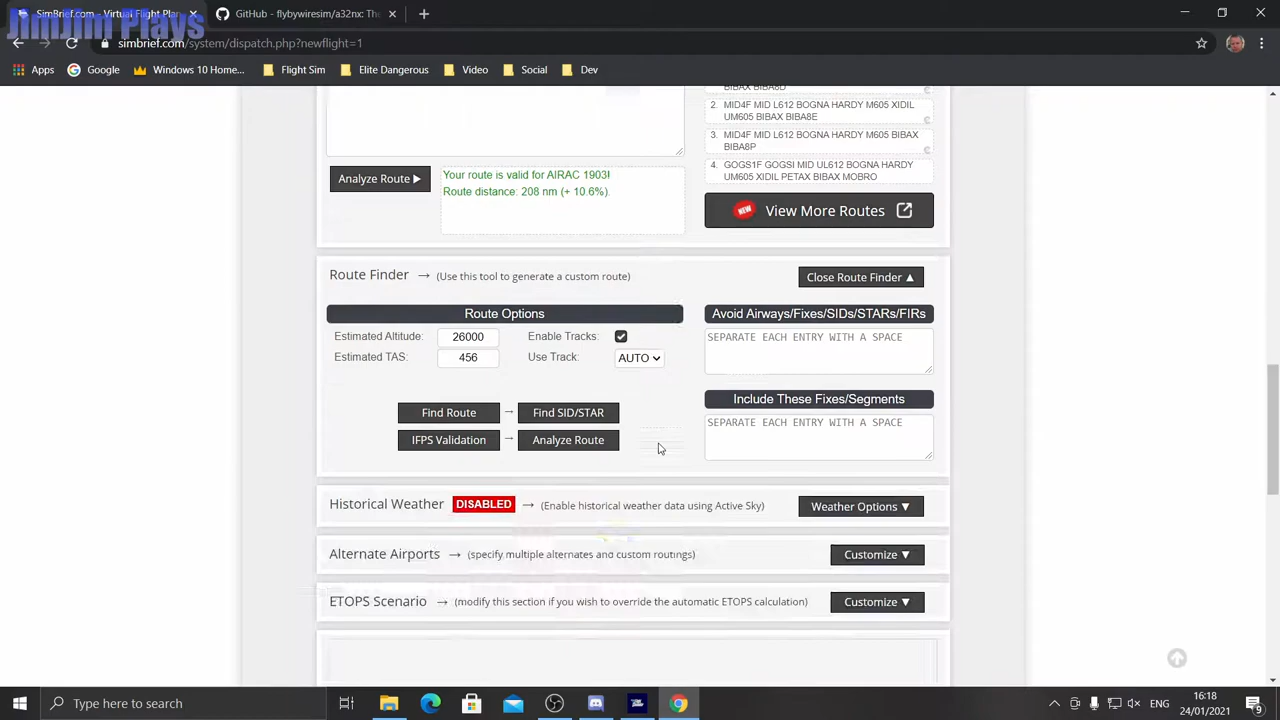 SimBrief.com - Virtual Flight Plan
GitHub - flybywiresim/a32nx: The
JimJim Plays
simbrief.com/system/dispatch.php?newflight=1
Apps
Google
Windows 10 Home...
Flight Sim
Elite Dangerous
Video
Social
Dev
BIBAX BIBA8D
2. MID4F MID L612 BOGNA HARDY M605 XIDIL
UM605 BIBAX BIBA8E
3. MID4F MID L612 BOGNA HARDY M605 BIBAX
BIBA8P
4. GOGS1F GOGSI MID UL612 BOGNA HARDY
UM605 XIDIL PETAX BIBAX MOBRO
Analyze Route ▶
Your route is valid for AIRAC 1903!
Route distance: 208 nm (+ 10.6%).
NEW View More Routes
Route Finder → (Use this tool to generate a custom route)
Close Route Finder ▲
Route Options
Avoid Airways/Fixes/SIDs/STARs/FIRs
Estimated Altitude: 26000
Enable Tracks:
SEPARATE EACH ENTRY WITH A SPACE
Estimated TAS: 456
Use Track: AUTO
Include These Fixes/Segments
Find Route → Find SID/STAR
SEPARATE EACH ENTRY WITH A SPACE
IFPS Validation → Analyze Route
Historical Weather DISABLED → (Enable historical weather data using Active Sky)
Weather Options ▼
Alternate Airports → (specify multiple alternates and custom routings)
Customize ▼
ETOPS Scenario → (modify this section if you wish to override the automatic ETOPS calculation)
Customize ▼
Type here to search
ENG
16:18
24/01/2021
9